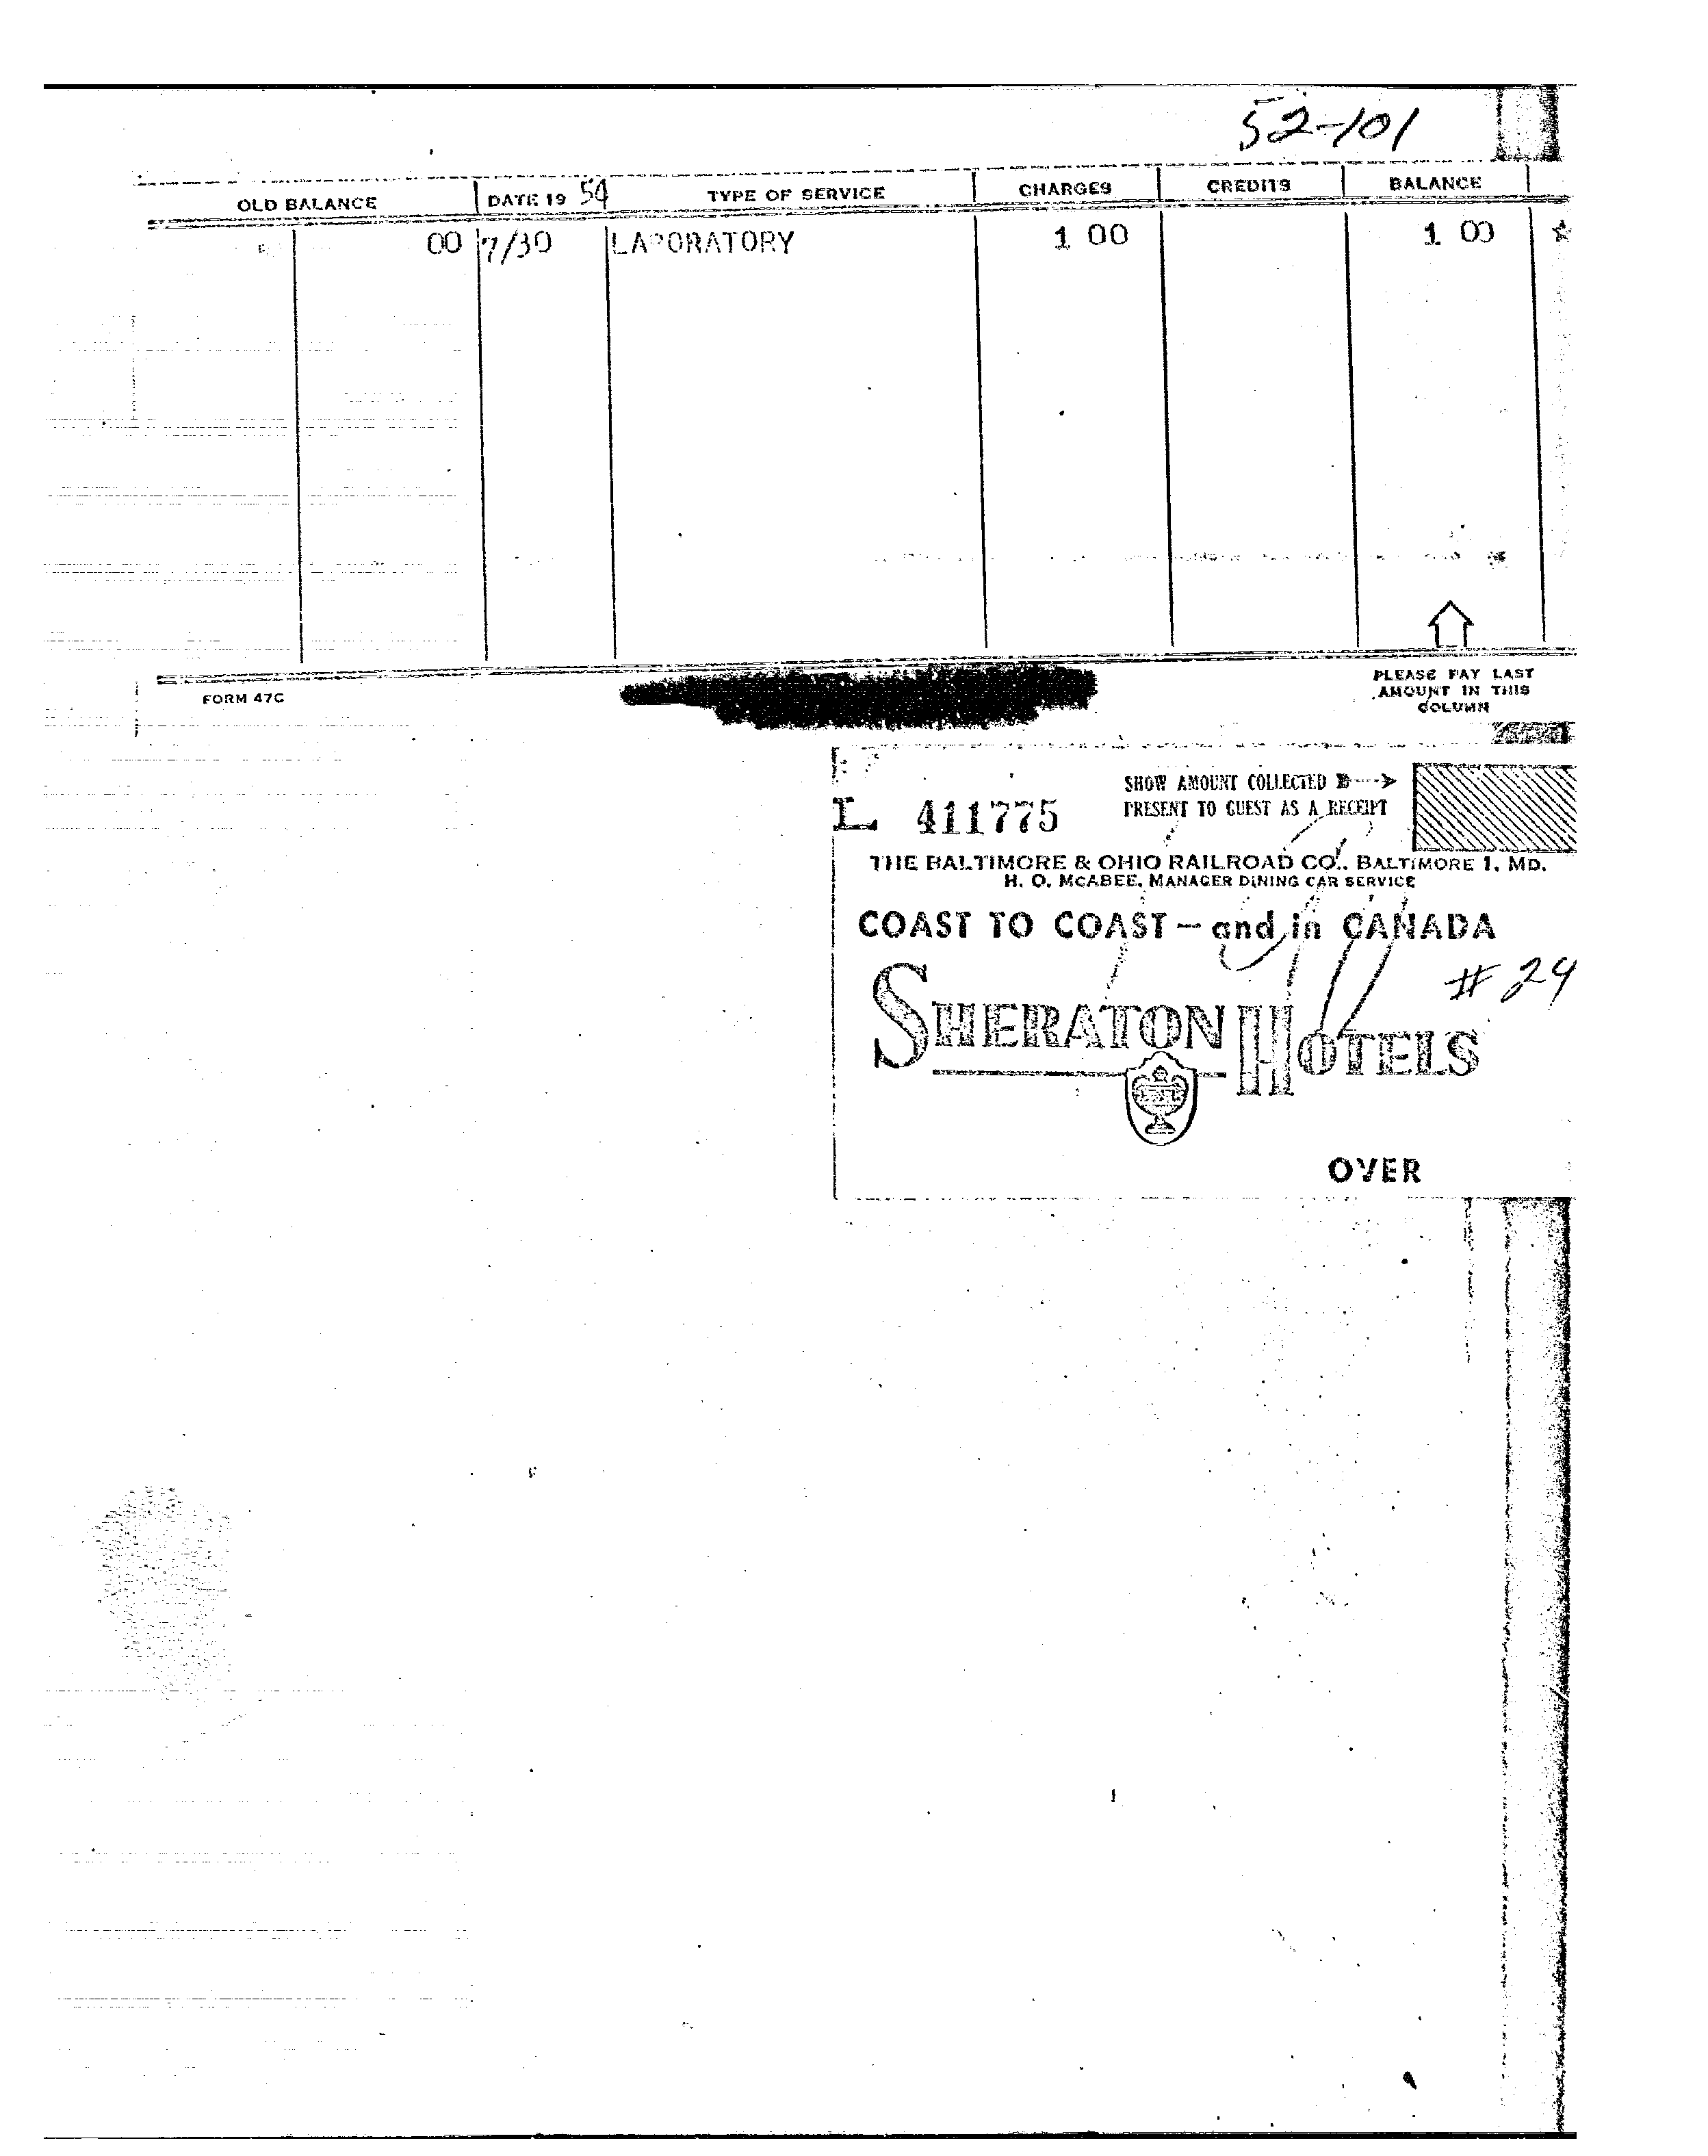 52-101
OLD BALANCE DATE 19 54 TYPE OF SERVICE CHARGES CREDITS BALANCE
00 7/30 LABORATORY 1 00 1 00 ☆
FORM 47C
PLEASE PAY LAST
AMOUNT IN THIS
COLUMN
SHOW AMOUNT COLLECTED
L 411775 PRESENT TO GUEST AS A RECEIPT
THE BALTIMORE & OHIO RAILROAD CO., BALTIMORE 1, MD.
H. O. MCABEE, MANAGER DINING CAR SERVICE
COAST TO COAST – and in CANADA
# 24
SHERATON HOTELS
OVER